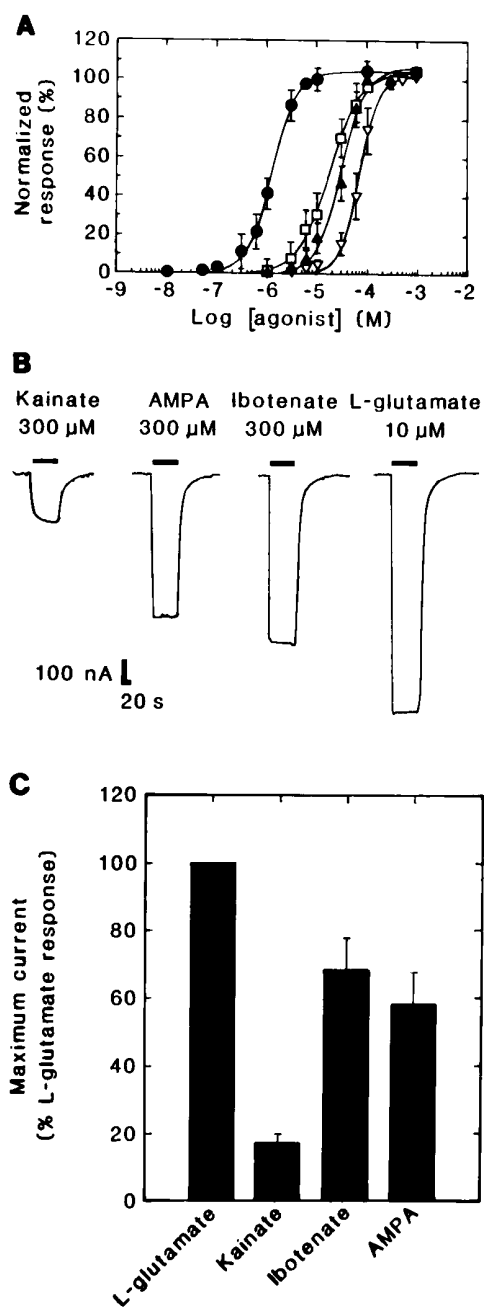 A
Normalized
response (%)
120
100
80
60
40
20
0
-9 -8 -7 -6 -5 -4 -3 -2
Log [agonist] (M)
B
Kainate AMPA Ibotenate L-glutamate
300 µM 300 µM 300 µM 10 µM
100 nA
20 s
C
Maximum current
(% L-glutamate response)
120
100
80
60
40
20
0
L-glutamate
Kainate
Ibotenate
AMPA